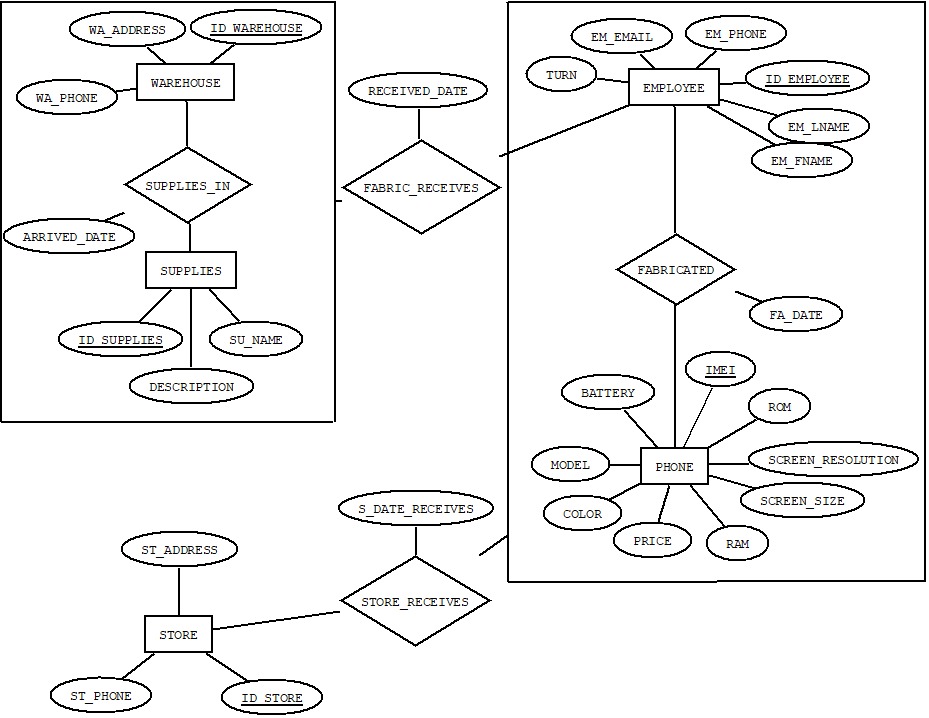 WA_ADDRESS
ID_WAREHOUSE
WAREHOUSE
WA_PHONE
SUPPLIES_IN
ARRIVED_DATE
SUPPLIES
ID_SUPPLIES
SU_NAME
DESCRIPTION
RECEIVED_DATE
FABRIC_RECEIVES
EM_EMAIL
EM_PHONE
TURN
EMPLOYEE
ID_EMPLOYEE
EM_LNAME
EM_FNAME
FABRICATED
FA_DATE
IMEI
BATTERY
ROM
MODEL
PHONE
SCREEN_RESOLUTION
SCREEN_SIZE
COLOR
PRICE
RAM
S_DATE_RECEIVES
STORE_RECEIVES
ST_ADDRESS
STORE
ST_PHONE
ID_STORE